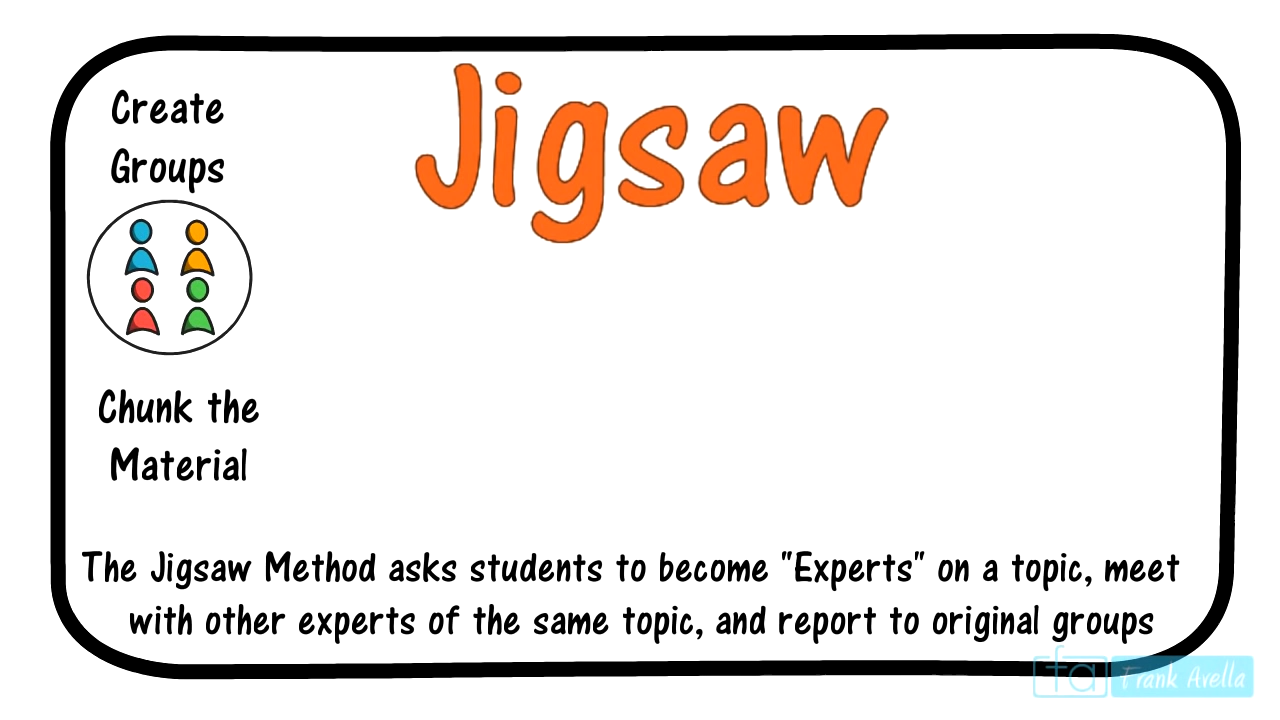 Jigsaw
Create
Groups
Chunk the
Material
The Jigsaw Method asks students to become "Experts" on a topic, meet
with other experts of the same topic, and report to original groups
fa Frank Avella